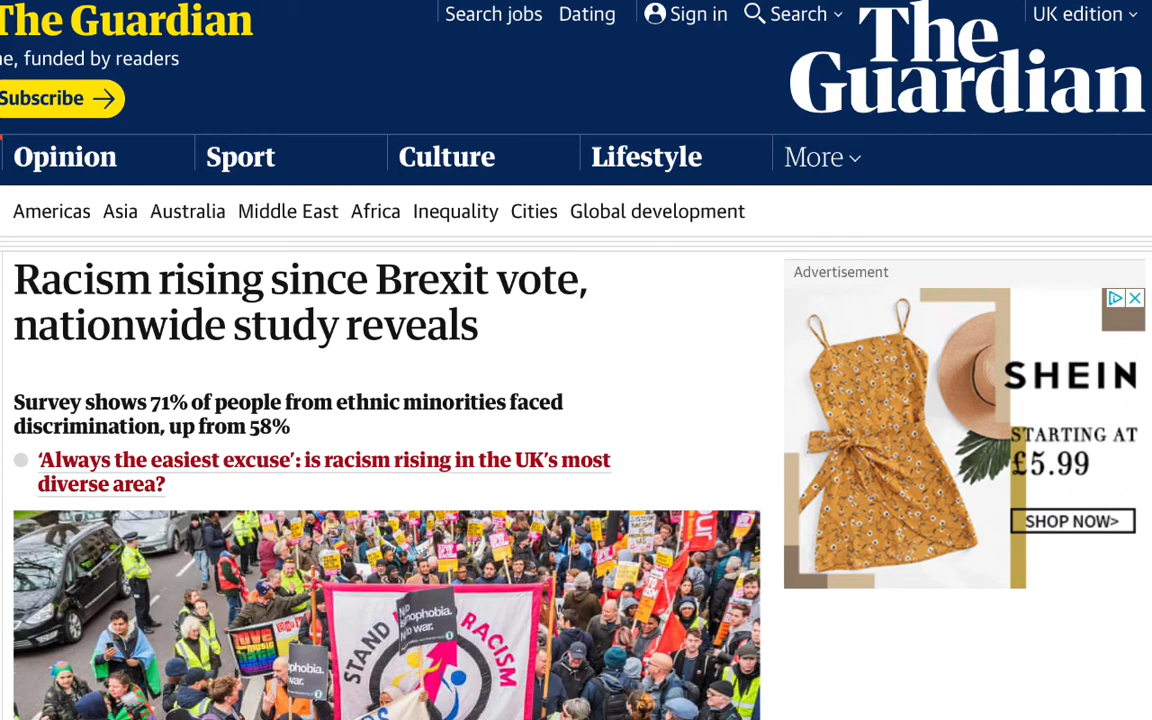 The Guardian
e, funded by readers
Subscribe
Search jobs
Dating
Sign in
Search
UK edition
The
Guardian
Opinion
Sport
Culture
Lifestyle
More
Americas Asia Australia Middle East Africa Inequality Cities Global development
Racism rising since Brexit vote,
nationwide study reveals
Survey shows 71% of people from ethnic minorities faced
discrimination, up from 58%
‘Always the easiest excuse’: is racism rising in the UK’s most
diverse area?
Advertisement
SHEIN
STARTING AT
£5.99
SHOP NOW>
STAND
RACISM
No
war.
phobia.